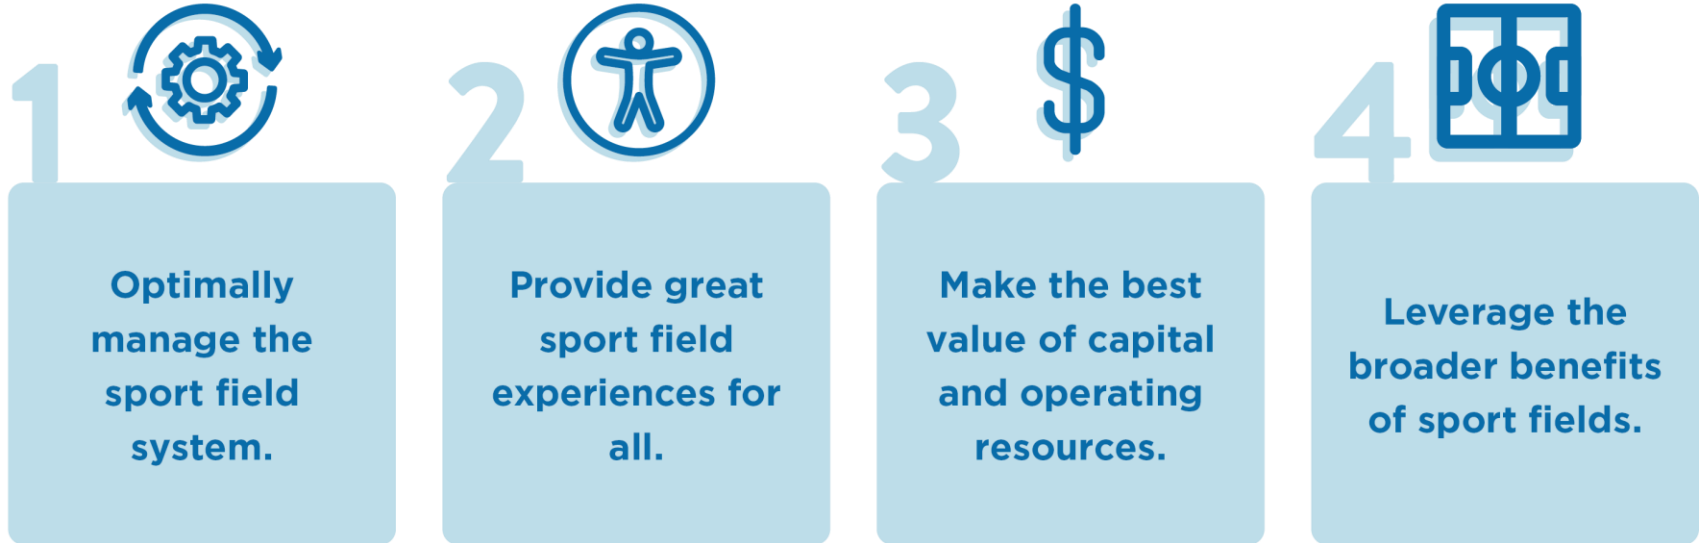 1
Optimally
manage the
sport field
system.
2
Provide great
sport field
experiences for
all.
3
$
Make the best
value of capital
and operating
resources.
4
Leverage the
broader benefits
of sport fields.